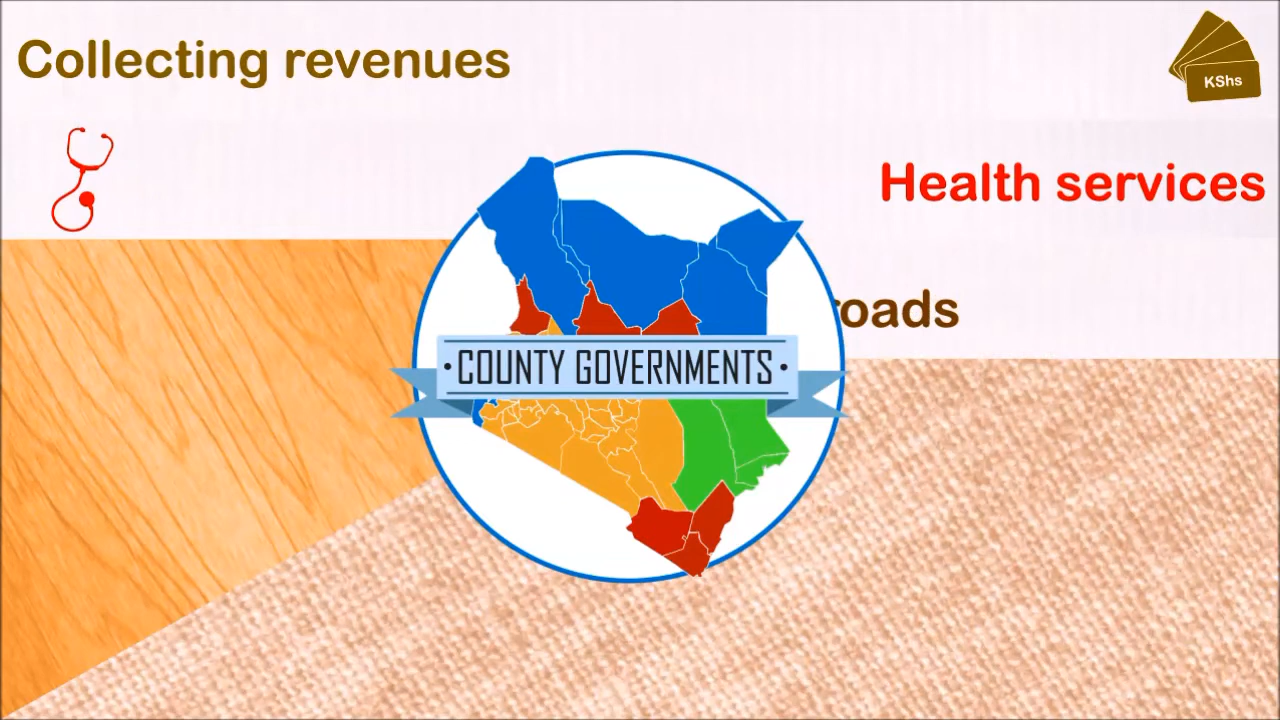 Collecting revenues
KShs
Health services
roads
·COUNTY GOVERNMENTS·